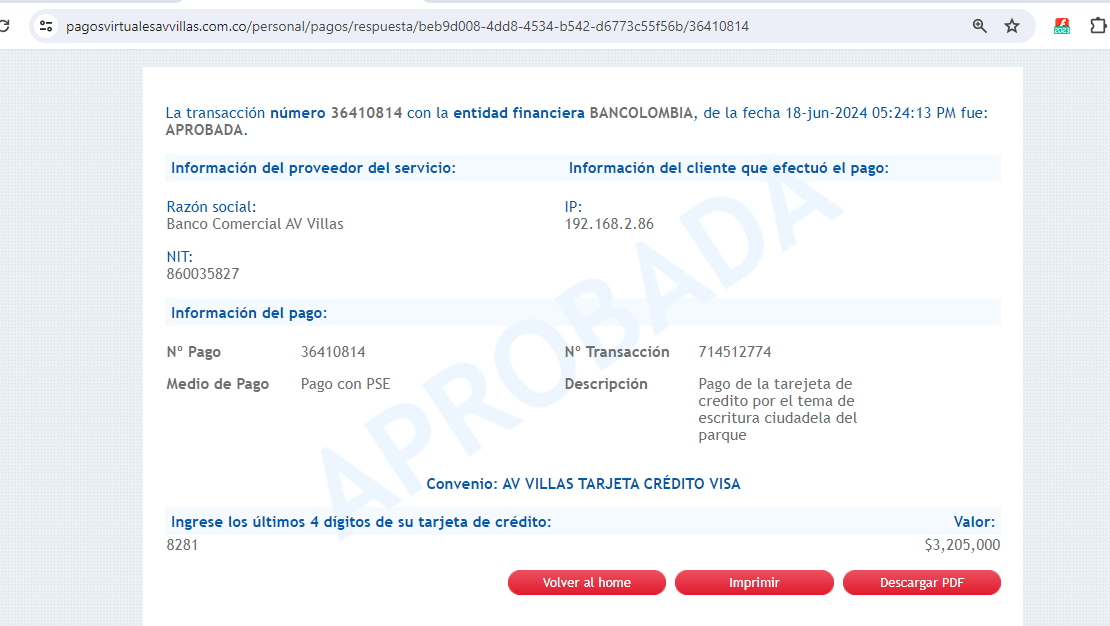 pagosvirtualesavvillas.com.co/personal/pagos/respuesta/beb9d008-4dd8-4534-b542-d6773c55f56b/36410814
2023
La transacción número 36410814 con la entidad financiera BANCOLOMBIA, de la fecha 18-jun-2024 05:24:13 PM fue:
APROBADA.
Información del proveedor del servicio: Información del cliente que efectuó el pago:
Razón social: IP:
Banco Comercial AV Villas 192.168.2.86
NIT:
860035827
Información del pago:
Nº Pago 36410814 Nº Transacción 714512774
Medio de Pago Pago con PSE Descripción Pago de la tarejeta de
credito por el tema de
escritura ciudadela del
parque
APROBADA
Convenio: AV VILLAS TARJETA CRÉDITO VISA
Ingrese los últimos 4 dígitos de su tarjeta de crédito: Valor:
8281 $3,205,000
Volver al home Imprimir Descargar PDF